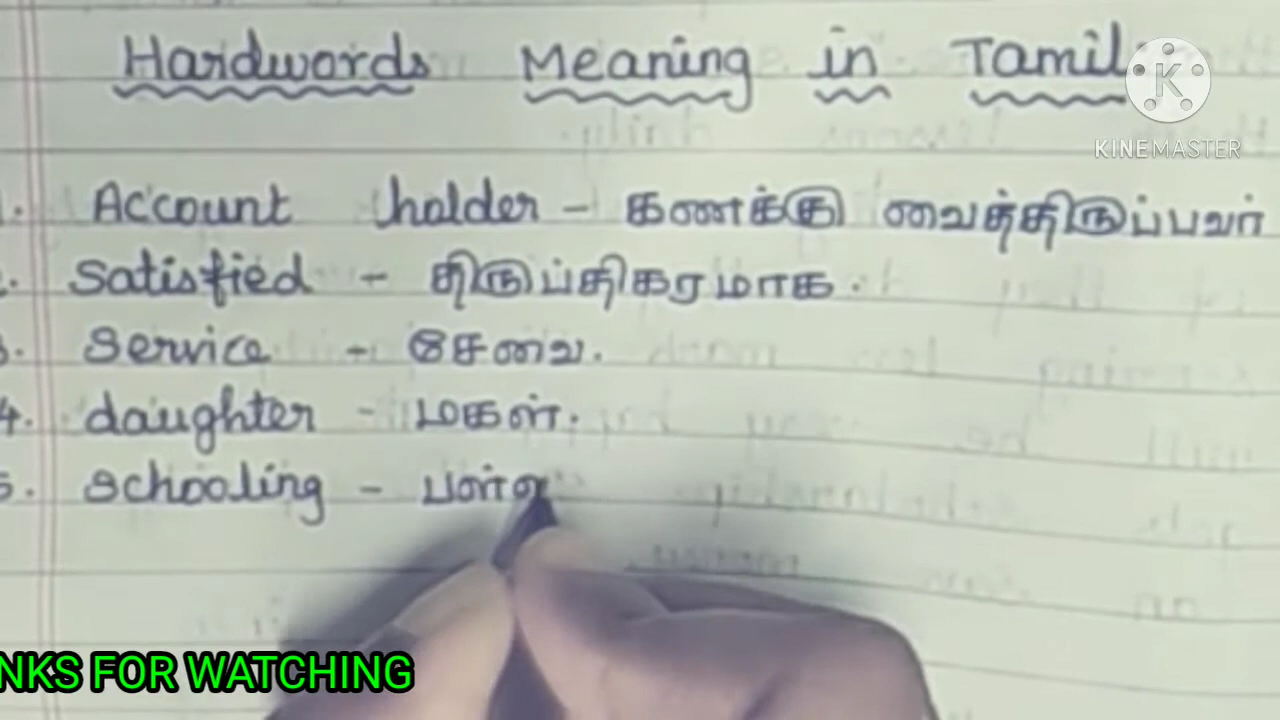 Hardwords Meaning in Tamil
KINEMASTER
1. Account holder - கணக்கு வைத்திருப்பவர்
2. Satisfied - திருப்திகரமாக.
3. Service - சேவை.
4. daughter - மகள்.
5. Schooling - பள்ள
NKS FOR WATCHING